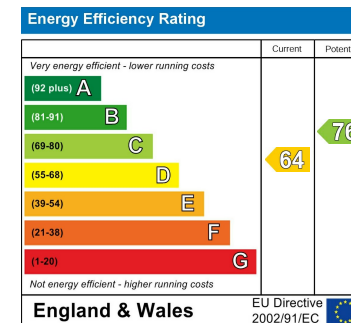 Energy Efficiency Rating
Current Potent
Very energy efficient - lower running costs
(92 plus) A
(81-91) B
(69-80) C
(55-68) D
(39-54) E
(21-38) F
(1-20) G
64
76
Not energy efficient - higher running costs
England & Wales
EU Directive
2002/91/EC